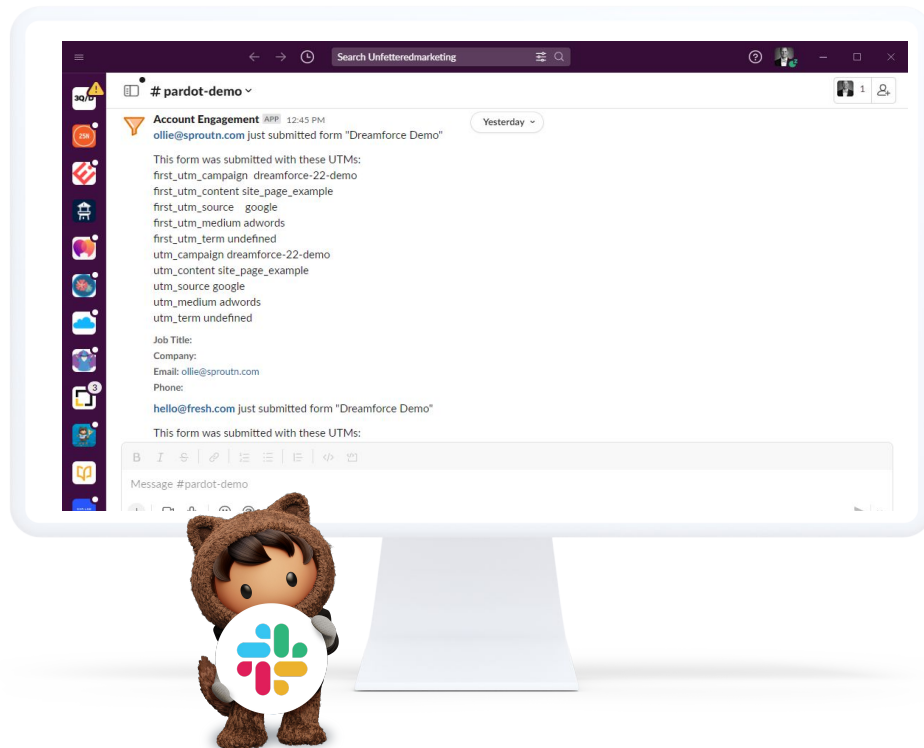 Search Unfetteredmarketing
3Q/D
# pardot-demo
1
Account Engagement APP 12:45 PM
Yesterday
ollie@sproutn.com just submitted form "Dreamforce Demo"
This form was submitted with these UTMs:
first_utm_campaign dreamforce-22-demo
first_utm_content site_page_example
first_utm_source google
first_utm_medium adwords
first_utm_term undefined
utm_campaign dreamforce-22-demo
utm_content site_page_example
utm_source google
utm_medium adwords
utm_term undefined
Job Title:
Company:
Email: ollie@sproutn.com
Phone:
3
hello@fresh.com just submitted form "Dreamforce Demo"
This form was submitted with these UTMs:
B I S
Message #pardot-demo